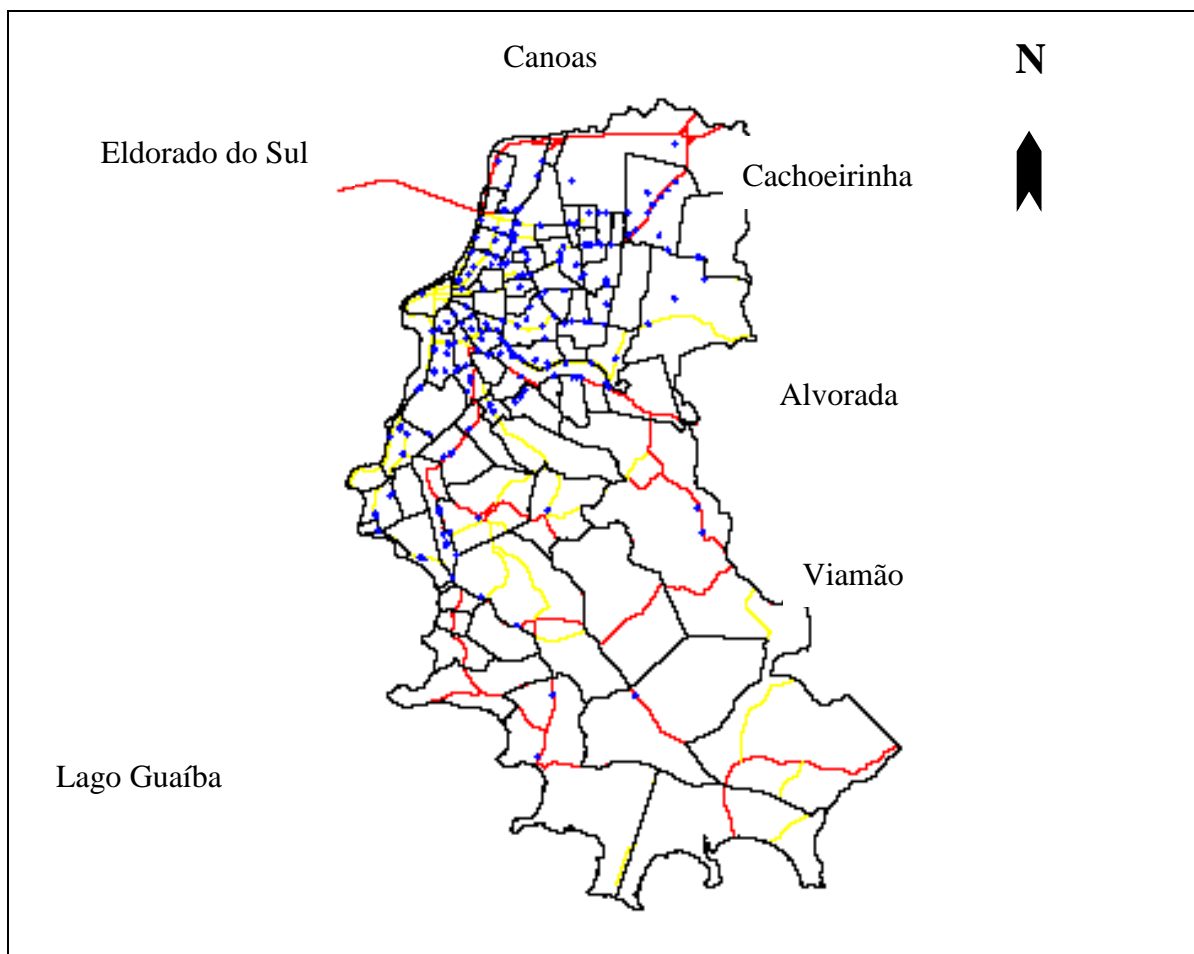 Canoas
N
Eldorado do Sul
Cachoeirinha
Alvorada
Viamão
Lago Guaíba